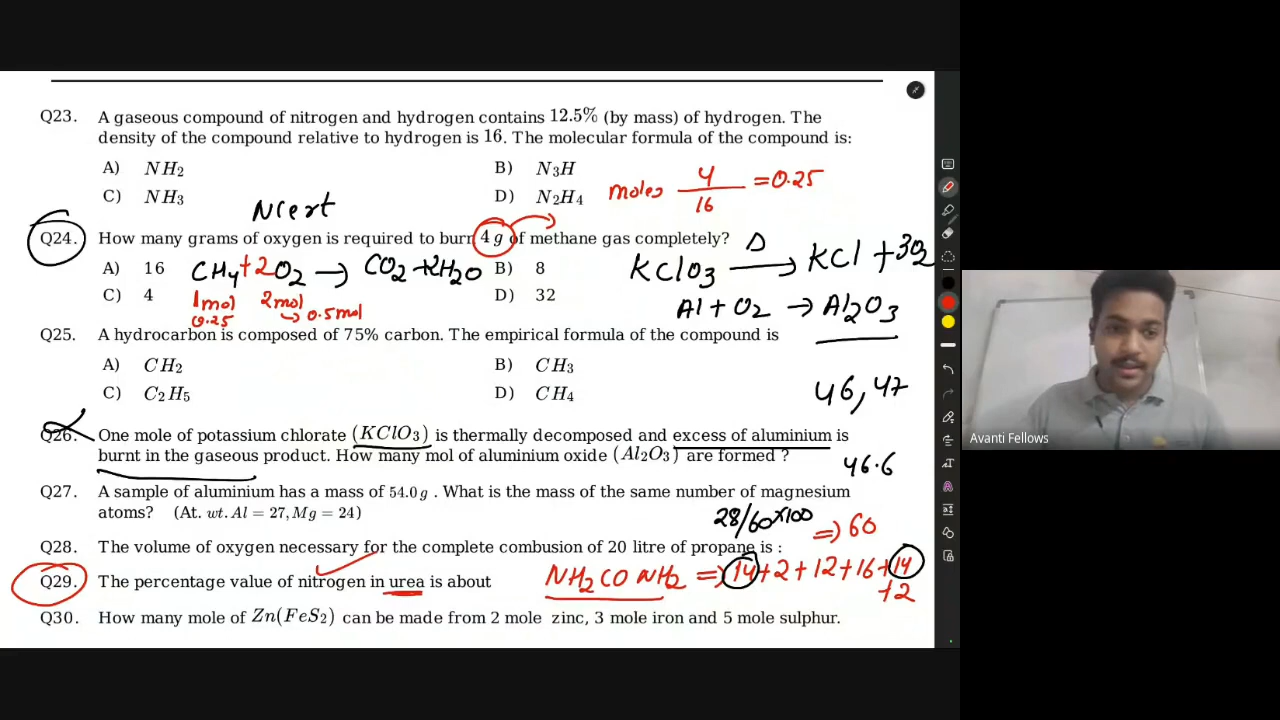 Q23. A gaseous compound of nitrogen and hydrogen contains 12.5% (by mass) of hydrogen. The
density of the compound relative to hydrogen is 16. The molecular formula of the compound is:
A) NH₂ B) N₃H
C) NH₃ D) N₂H₄
moles 4/16 = 0.25
Ncert
Q24. How many grams of oxygen is required to burn 4 g of methane gas completely?
A) 16 B) 8
CH4 + 2O2 → CO2 + 2H2O
KClO3 Δ → KCl + 3O2
C) 4 D) 32
1mol 2mol
0.25 → 0.5mol
Al + O2 → Al2O3
Q25. A hydrocarbon is composed of 75% carbon. The empirical formula of the compound is
A) CH₂ B) CH₃
C) C₂H₅ D) CH₄
46, 47
Q26. One mole of potassium chlorate (KClO₃) is thermally decomposed and excess of aluminium is
burnt in the gaseous product. How many mol of aluminium oxide (Al₂O₃) are formed ?
46.6
Q27. A sample of aluminium has a mass of 54.0 g . What is the mass of the same number of magnesium
atoms? (At. wt. Al = 27, Mg = 24)
28/60 × 100
⇒ 60
Q28. The volume of oxygen necessary for the complete combusion of 20 litre of propane is :
Q29. The percentage value of nitrogen in urea is about
NH2 CO NH2 ⇒ 14 + 2 + 12 + 16 + 14
+ 2
Q30. How many mole of Zn(FeS₂) can be made from 2 mole zinc, 3 mole iron and 5 mole sulphur.
Avanti Fellows